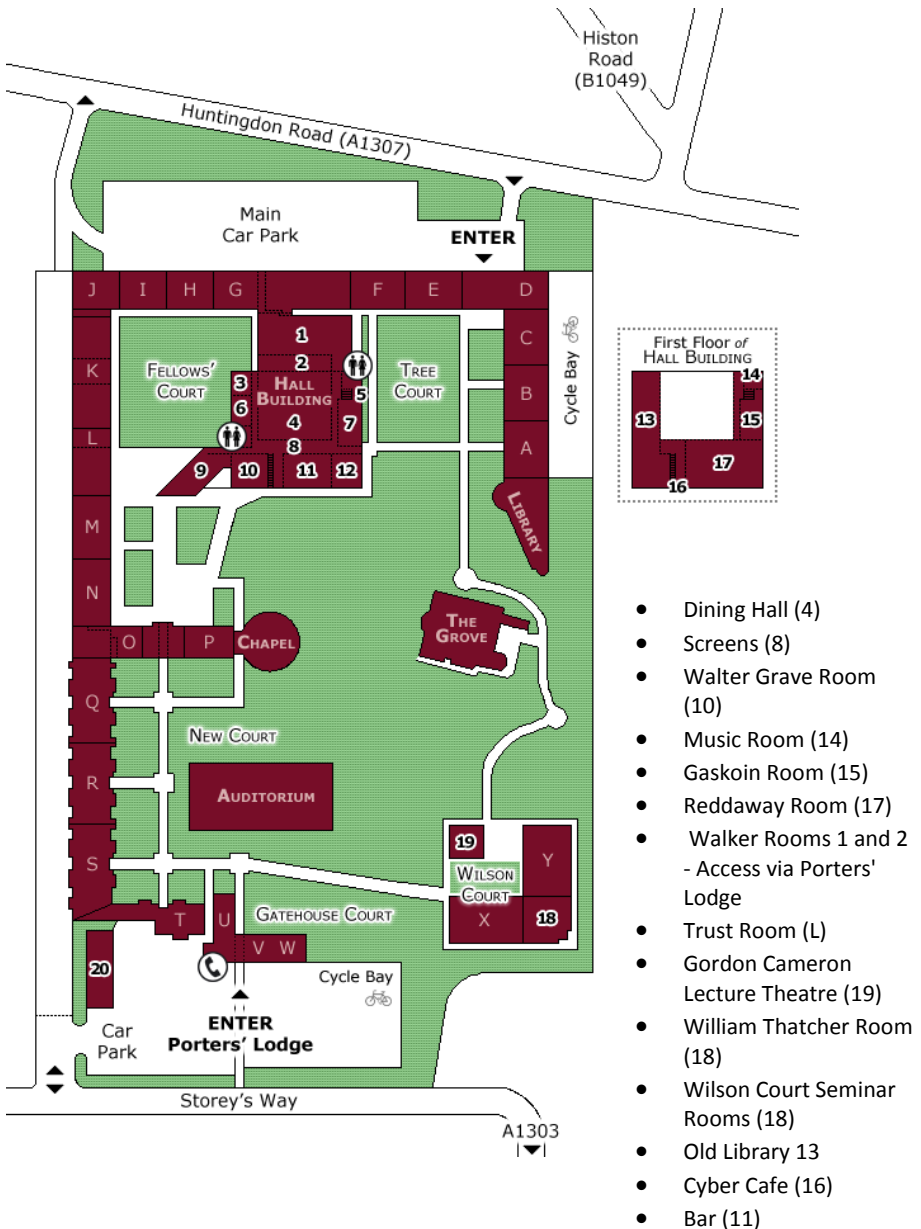 Histon
Road
(B1049)
Huntingdon Road (A1307)
Main
Car Park
ENTER
J
I
H
G
F
E
D
1
2
3
HALL
BUILDING
FELLOWS'
COURT
TREE
COURT
C
Cycle Bay
First Floor of
HALL BUILDING
14
13
15
17
16
K
5
B
6
4
7
L
8
A
9
10
11
12
LIBRARY
M
N
O
P
CHAPEL
THE
GROVE
Q
NEW COURT
R
AUDITORIUM
S
19
Y
WILSON
COURT
X
18
T
U
GATEHOUSE COURT
V
W
20
Cycle Bay
ENTER
Porters' Lodge
Car
Park
Storey's Way
A1303
• Dining Hall (4)
• Screens (8)
• Walter Grave Room
(10)
• Music Room (14)
• Gaskoin Room (15)
• Reddaway Room (17)
• Walker Rooms 1 and 2
- Access via Porters'
Lodge
• Trust Room (L)
• Gordon Cameron
Lecture Theatre (19)
• William Thatcher Room
(18)
• Wilson Court Seminar
Rooms (18)
• Old Library 13
• Cyber Cafe (16)
• Bar (11)